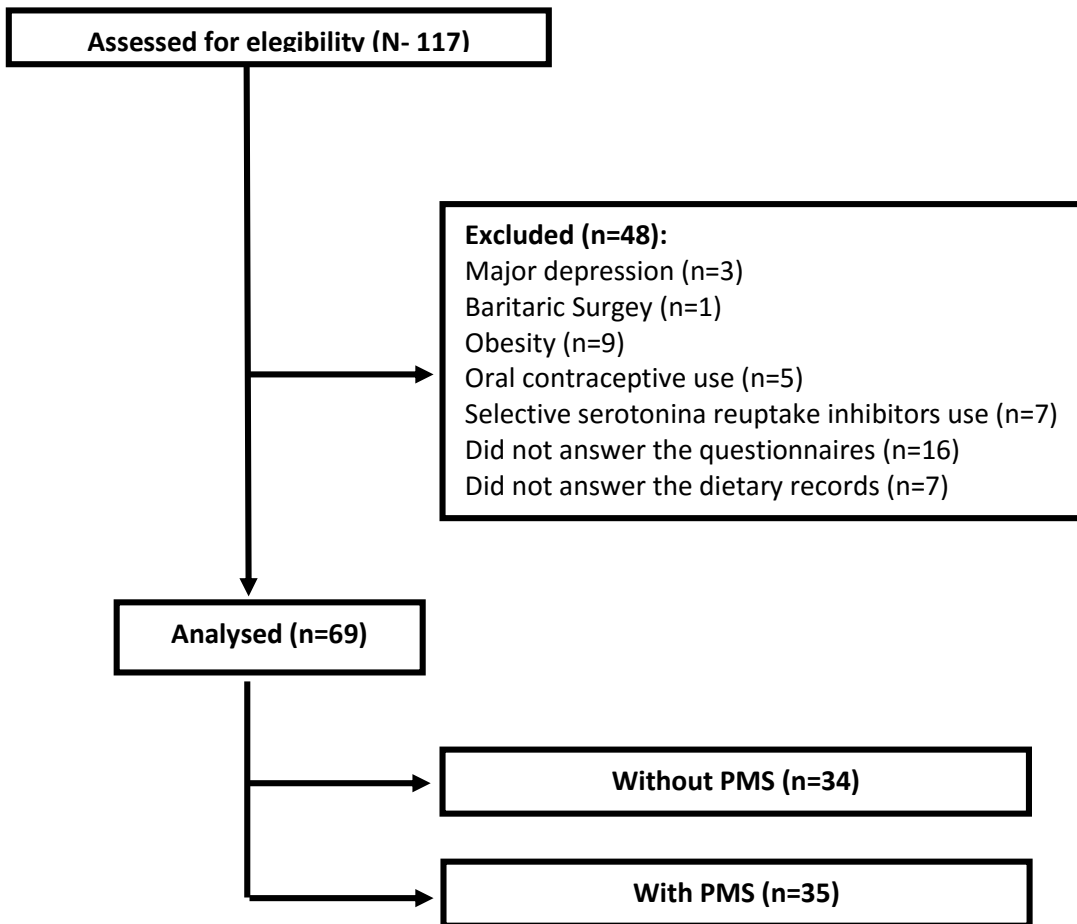 Assessed for elegibility (N- 117)
Excluded (n=48):
Major depression (n=3)
Baritaric Surgey (n=1)
Obesity (n=9)
Oral contraceptive use (n=5)
Selective serotonina reuptake inhibitors use (n=7)
Did not answer the questionnaires (n=16)
Did not answer the dietary records (n=7)
Analysed (n=69)
Without PMS (n=34)
With PMS (n=35)